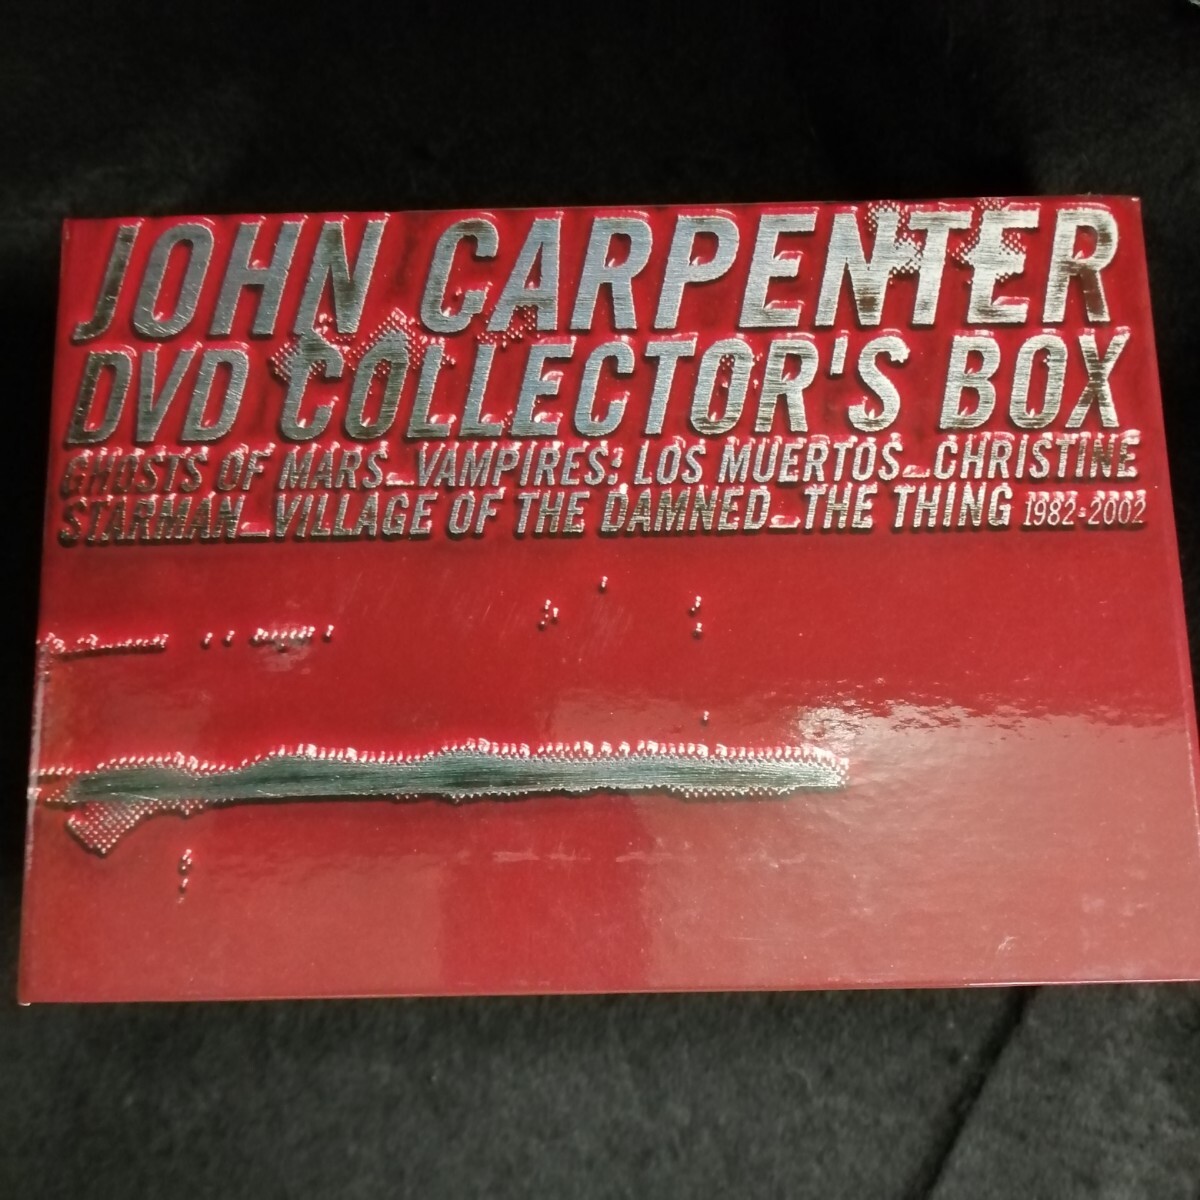 JOHN CARPENTER
DVD COLLECTOR'S BOX
GHOSTS OF MARS_VAMPIRES: LOS MUERTOS_CHRISTINE
STARMAN_VILLAGE OF THE DAMNED_THE THING 1982-2002